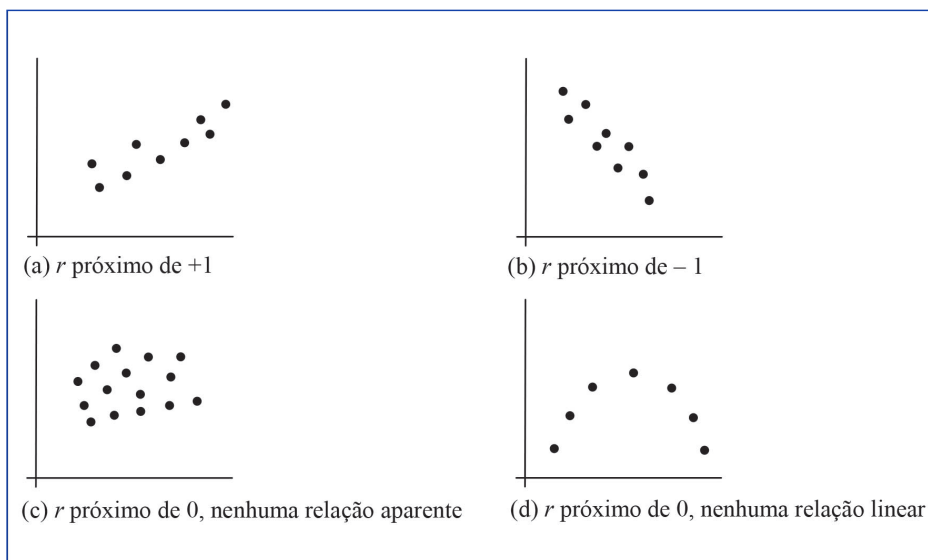 (a) r próximo de +1
(b) r próximo de – 1
(c) r próximo de 0, nenhuma relação aparente
(d) r próximo de 0, nenhuma relação linear